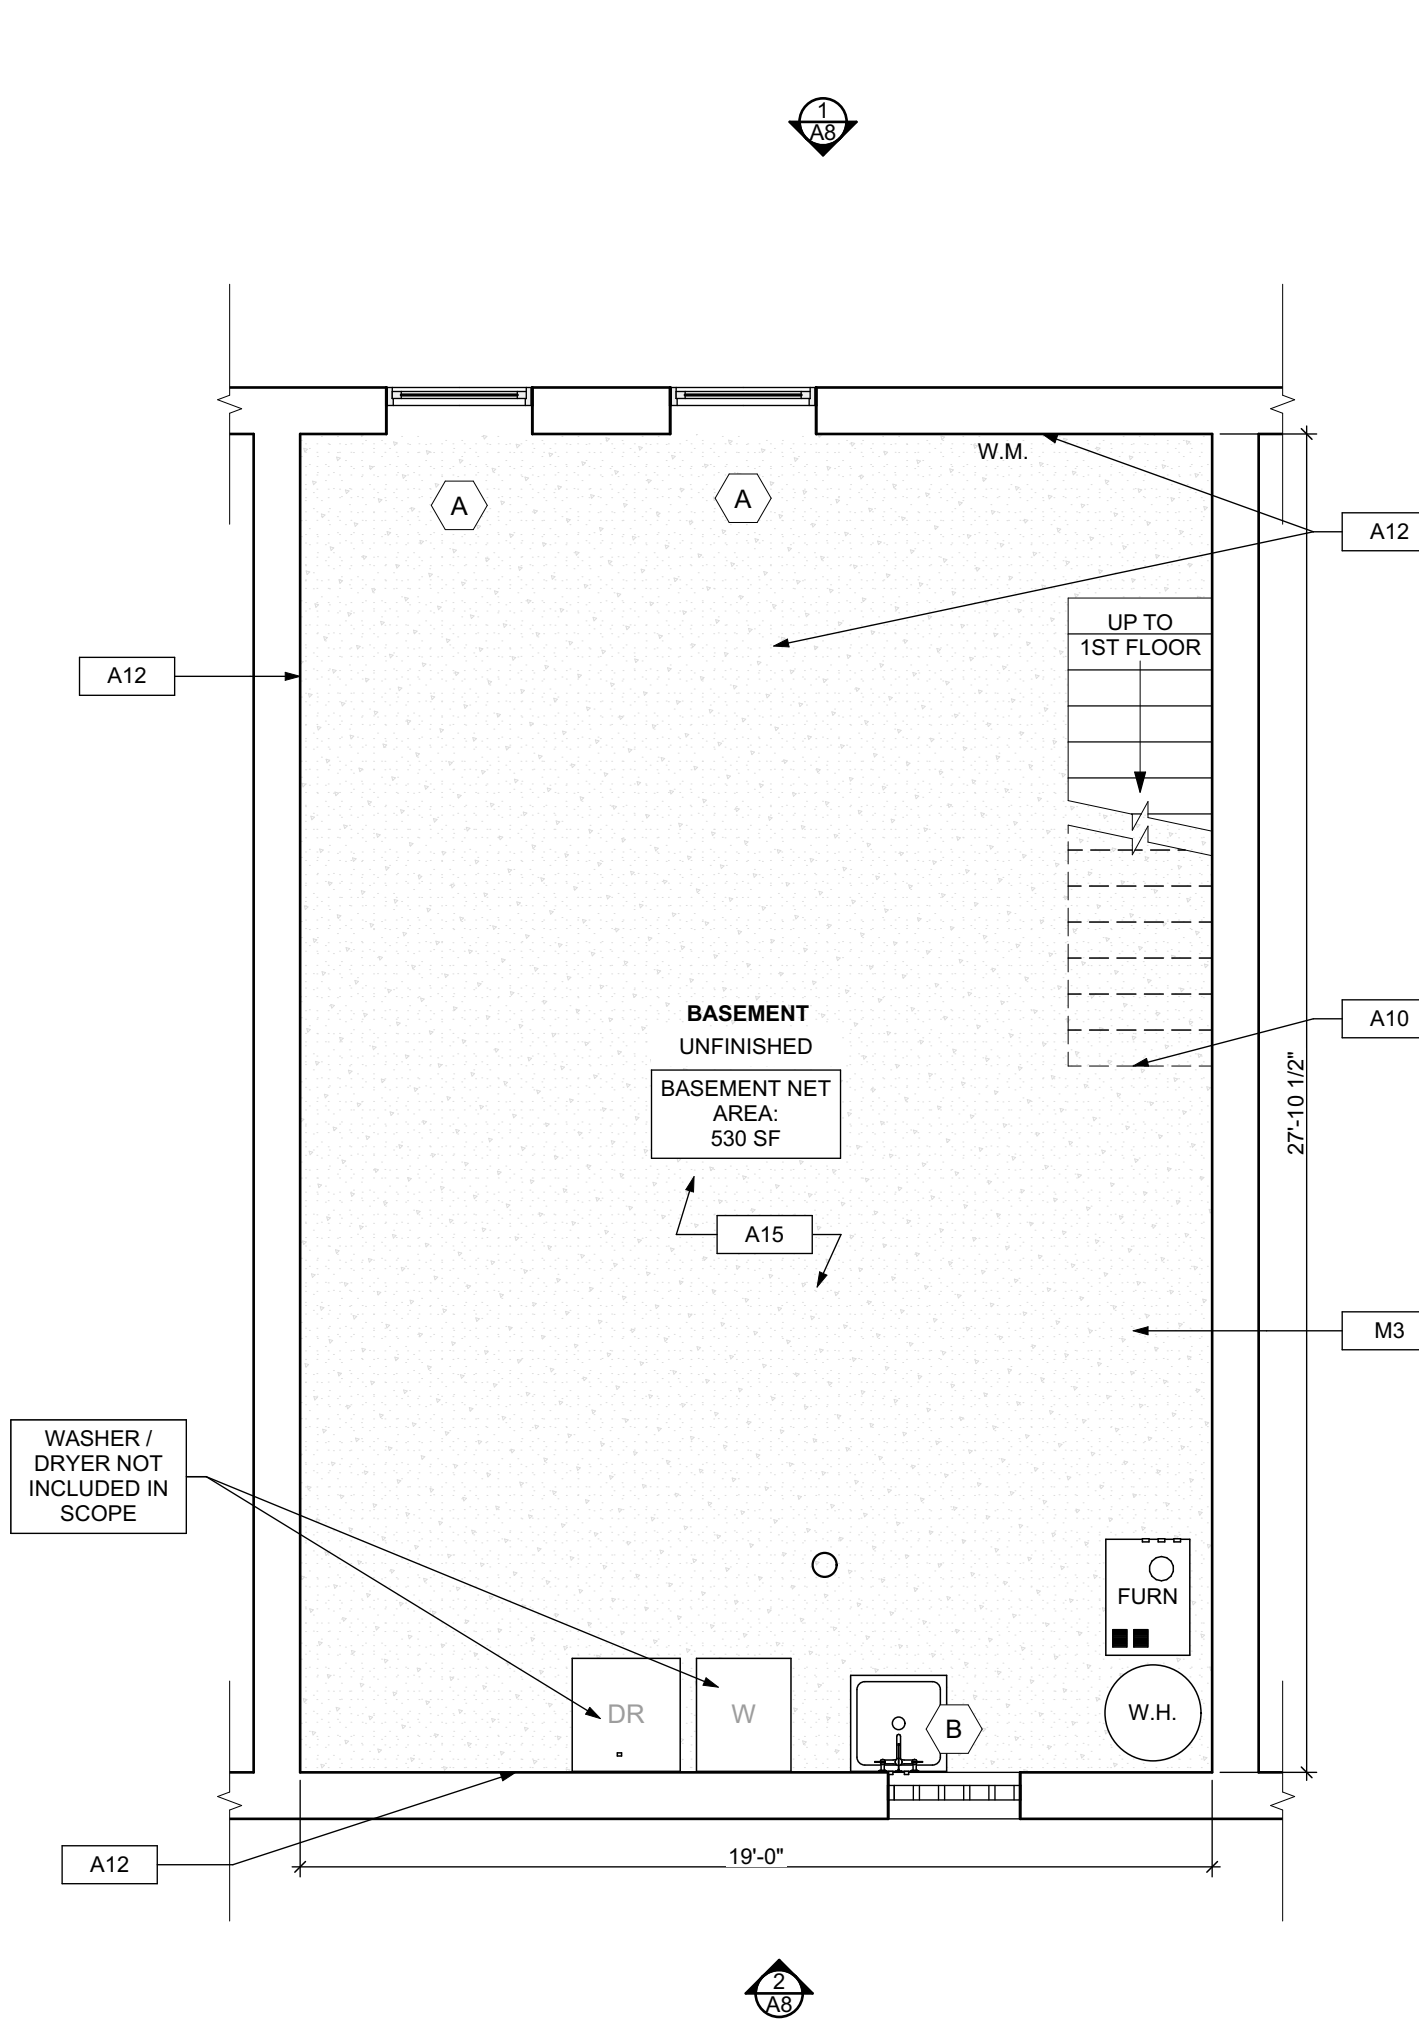 1
A8
W.M.
A
A
A12
UP TO
1ST FLOOR
A12
BASEMENT
UNFINISHED
BASEMENT NET
AREA:
530 SF
A10
27'-10 1/2"
A15
M3
WASHER /
DRYER NOT
INCLUDED IN
SCOPE
FURN
DR
W
B
W.H.
19'-0"
A12
2
A8